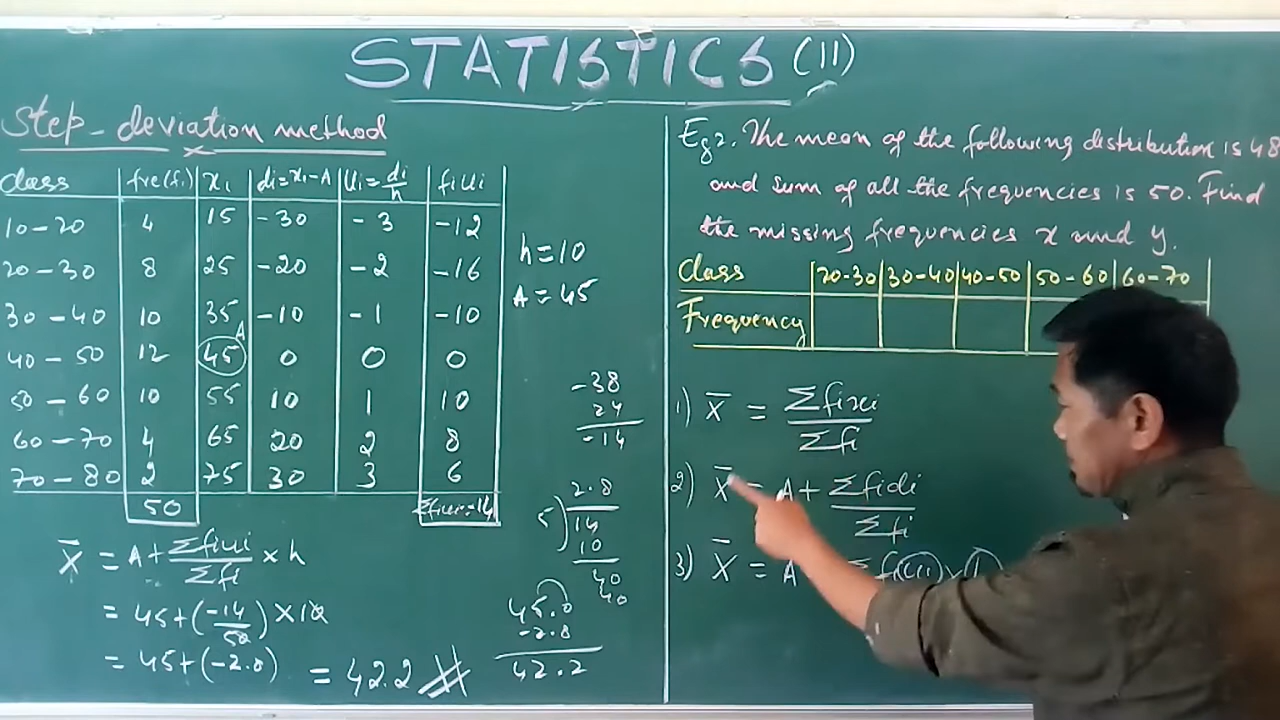 STATISTICS (11)
Step-deviation method
class fre(fi) xi di=xi-A Ui=di/h fiui
10-20 4 15 -30 -3 -12
20-30 8 25 -20 -2 -16
30-40 10 35 -10 -1 -10
40-50 12 45 A 0 0 0
50-60 10 55 10 1 10
60-70 4 65 20 2 8
70-80 2 75 30 3 6
50 Σfiui=-14
h=10
A=45
-38
24
-14
2.8
5)14
10
40
40
X̄ = A+Σfiui/Σfi × h
= 45+(-14/50)×10
= 45+(-2.8) = 42.2
45.0
-2.8
42.2
Eg2. The mean of the following distribution is 48
and sum of all the frequencies is 50. Find
the missing frequencies x and y.
class 20-30 30-40 40-50 50-60 60-70
Frequency
1) X̄ = Σfixi/Σfi
2) X̄ = A+Σfidi/Σfi
3) X̄ = A